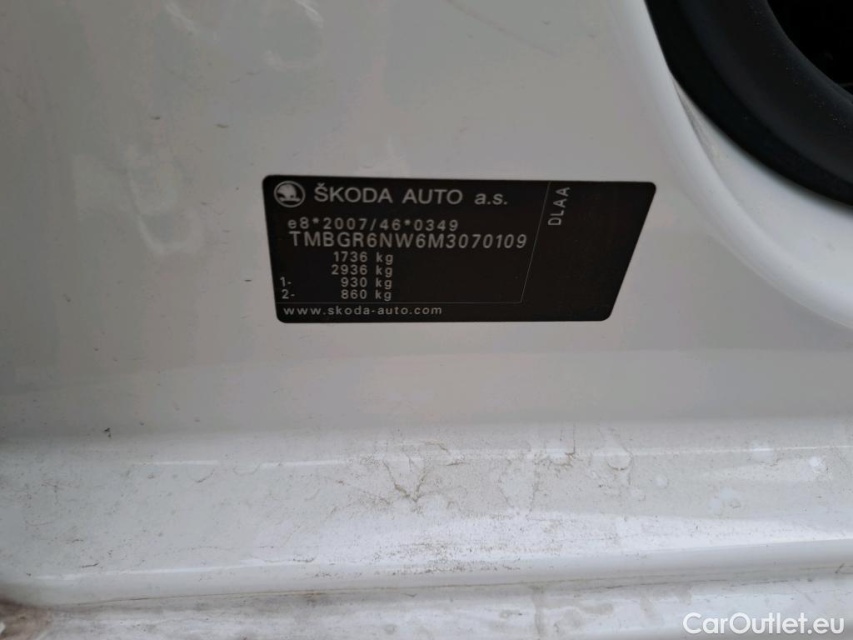 ŠKODA AUTO a.s.
DLAA
e8*2007/46*0349
TMBGR6NW6M3070109
1736 kg
2936 kg
1- 930 kg
2- 860 kg
www.skoda-auto.com
CarOutlet.eu